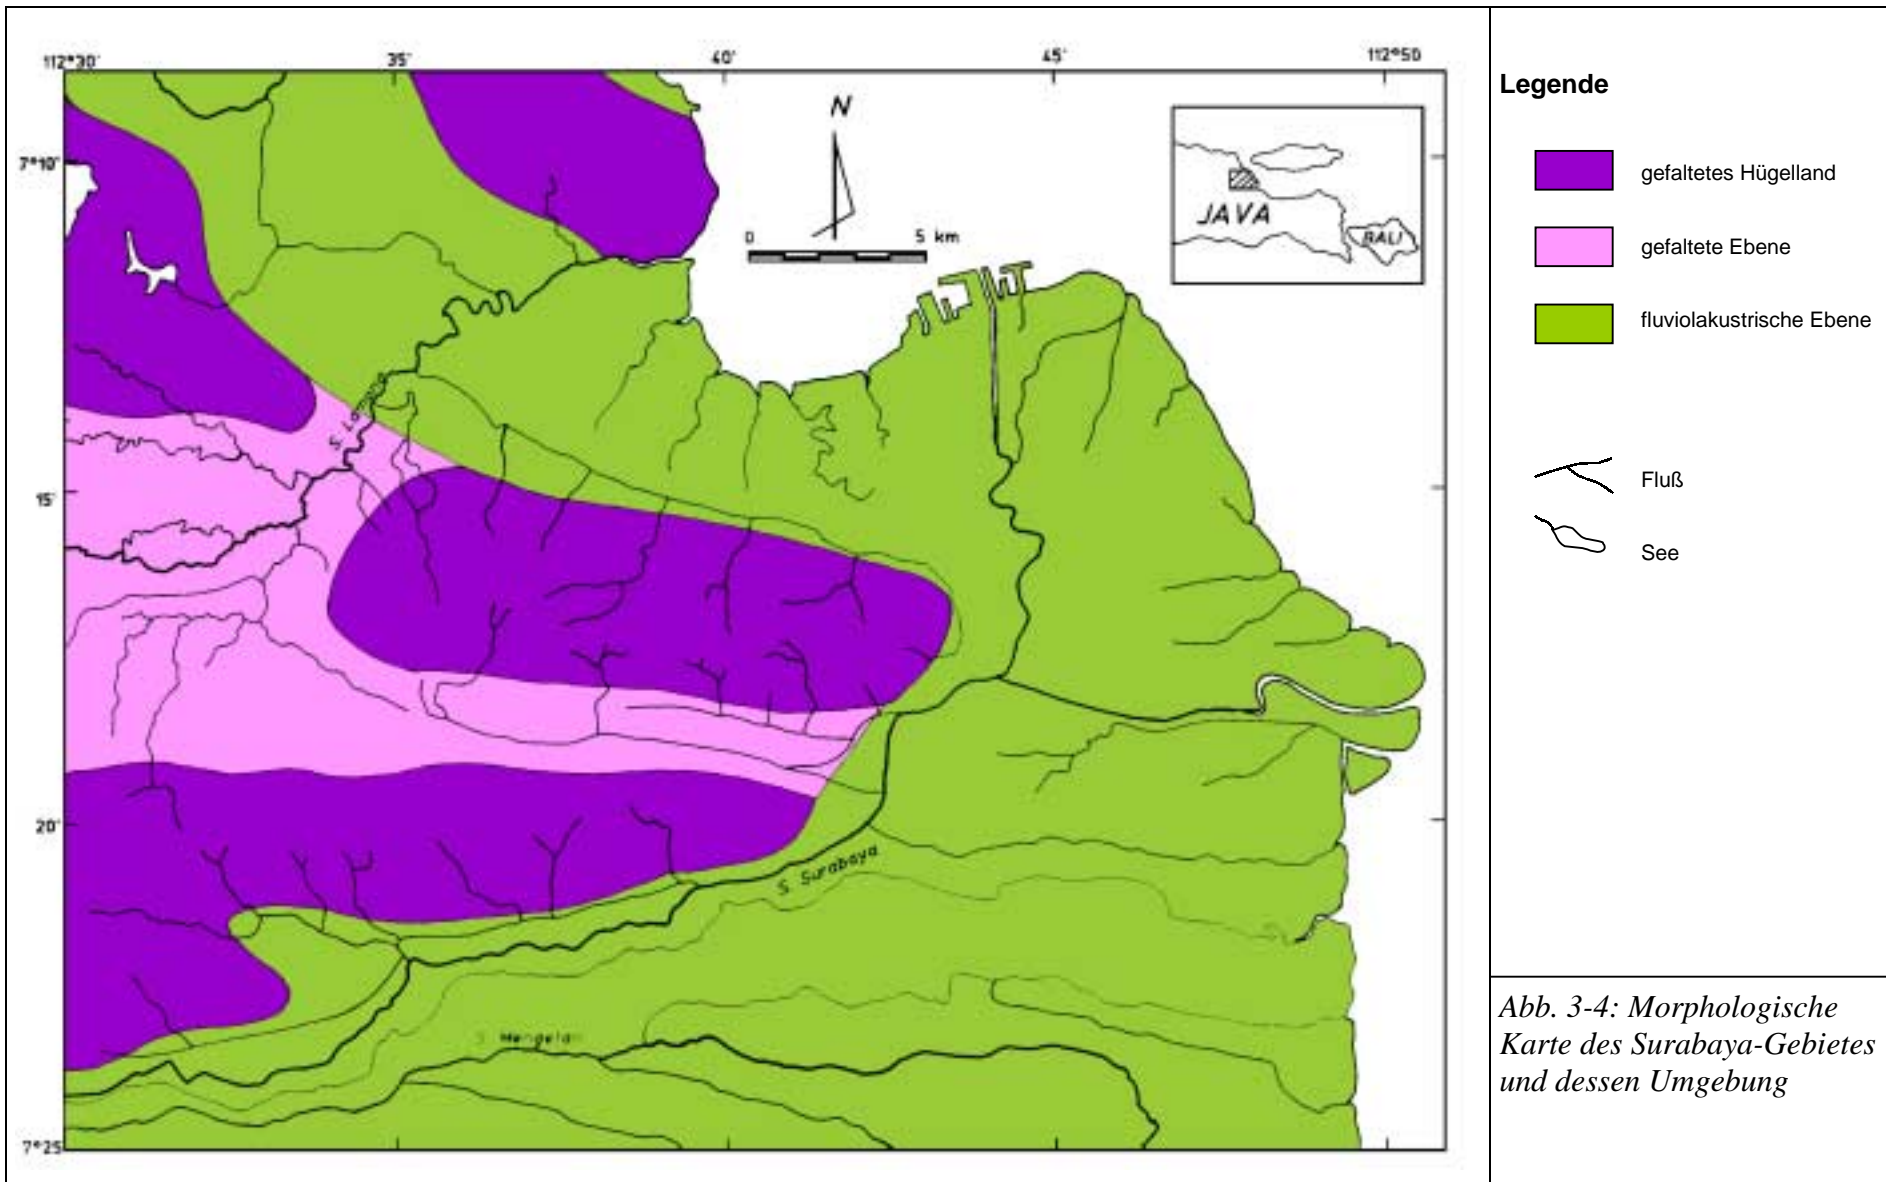 112°30'
35'
40'
45'
112°50
7°10'
15'
20'
7°25
N
0 5 km
JAVA
BALI
S.
S. Surabaya
S.
Legende
gefaltetes Hügelland
gefaltete Ebene
fluviolakustrische Ebene
Fluß
See
Abb. 3-4: Morphologische
Karte des Surabaya-Gebietes
und dessen Umgebung